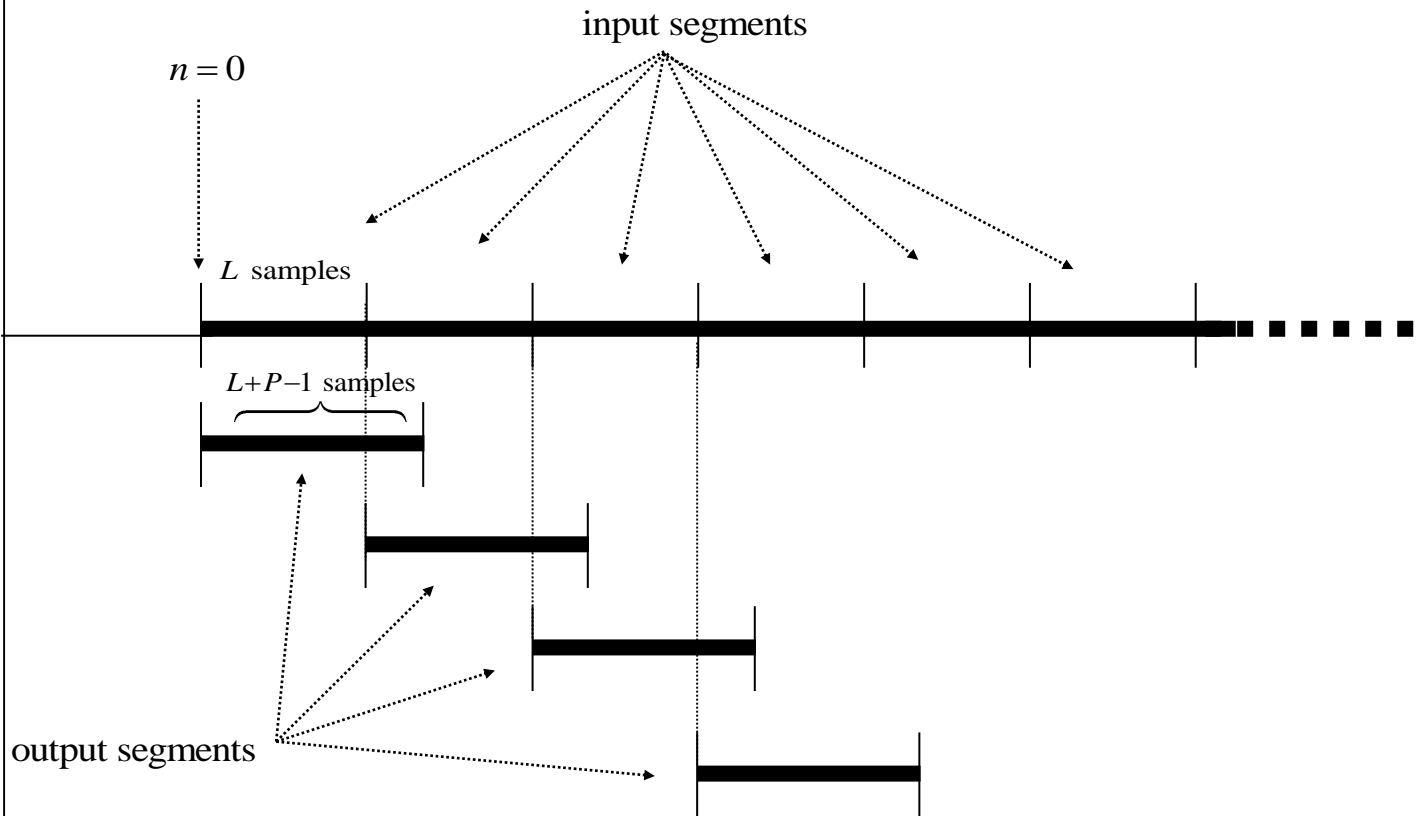 input segments
n = 0
L samples
L+P−1 samples
output segments